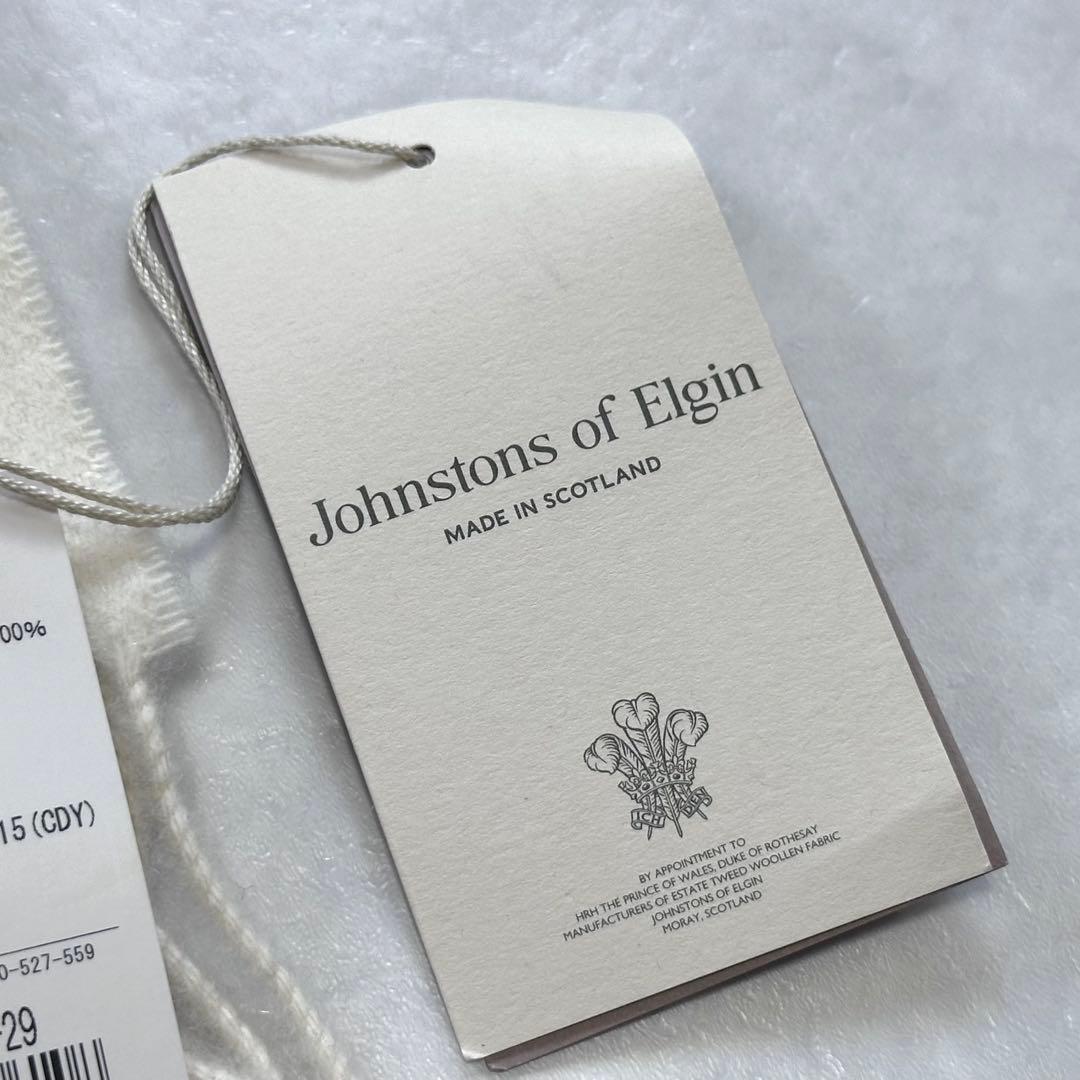 Johnstons of Elgin
MADE IN SCOTLAND
ICH DIEN
BY APPOINTMENT TO
HRH THE PRINCE OF WALES, DUKE OF ROTHESAY
MANUFACTURERS OF ESTATE TWEED WOOLLEN FABRIC
JOHNSTONS OF ELGIN
MORAY, SCOTLAND
00%
15(CDY)
0-527-559
-29